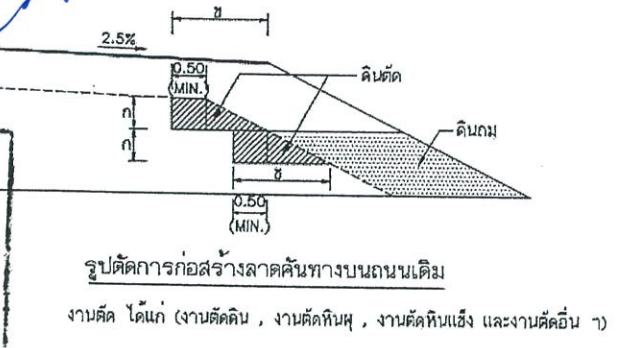 ข
2.5%
0.50
(MIN.)
ดินตัด
ก
ดินถม
ก
ข
0.50
(MIN.)
รูปตัดการก่อสร้างลาดคันทางบนถนนเดิม
งานตัด ได้แก่ (งานตัดดิน , งานตัดหินผุ , งานตัดหินแข็ง และงานตัดอื่น ๆ)